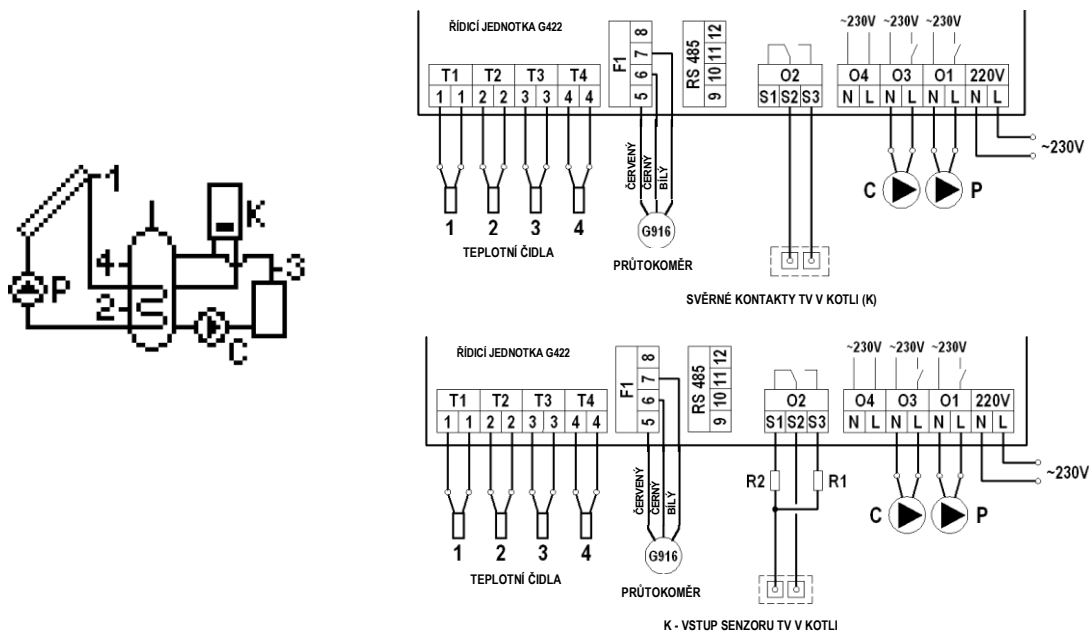 1
K
4
3
P
2
C
ŘÍDICÍ JEDNOTKA G422
F1
5 6 7 8
RS 485
9 10 11 12
~230V ~230V ~230V
T1 T2 T3 T4
1 1 2 2 3 3 4 4
O2
S1 S2 S3
O4 O3 O1 220V
N L N L N L N L
~230V
ČERVENÝ
ČERNÝ
BÍLÝ
C P
1 2 3 4
G916
TEPLOTNÍ ČIDLA
PRŮTOKOMĚR
SVĚRNÉ KONTAKTY TV V KOTLI (K)
ŘÍDICÍ JEDNOTKA G422
F1
5 6 7 8
RS 485
9 10 11 12
~230V ~230V ~230V
T1 T2 T3 T4
1 1 2 2 3 3 4 4
O2
S1 S2 S3
O4 O3 O1 220V
N L N L N L N L
~230V
R2 R1
ČERVENÝ
ČERNÝ
BÍLÝ
C P
1 2 3 4
G916
TEPLOTNÍ ČIDLA
PRŮTOKOMĚR
K - VSTUP SENZORU TV V KOTLI